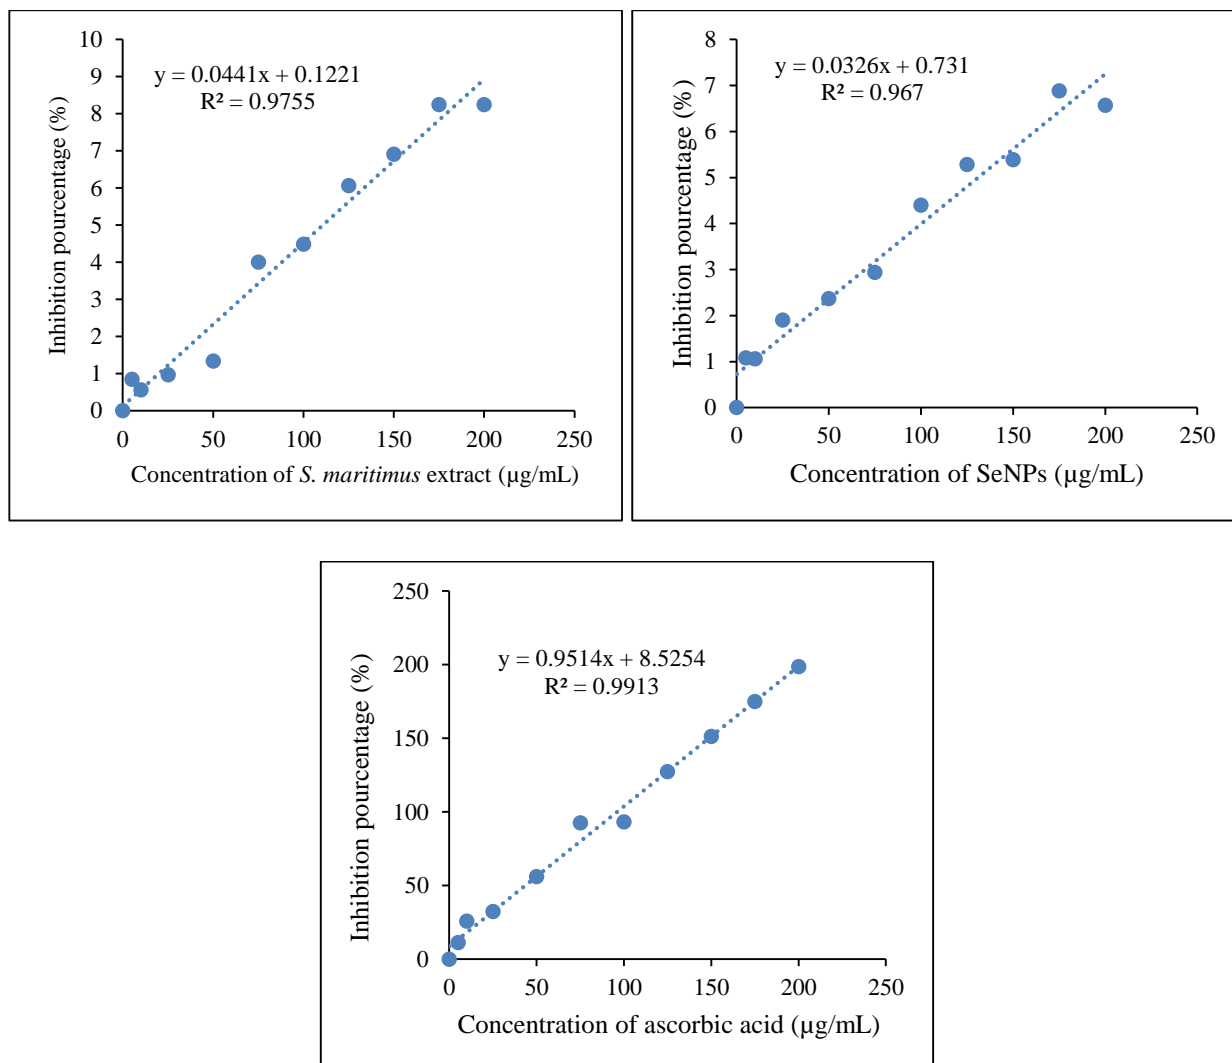 y = 0.0441x + 0.1221
R² = 0.9755
10
9
8
7
6
5
4
3
2
1
0
0 50 100 150 200 250
Inhibition pourcentage (%)
Concentration of S. maritimus extract (µg/mL)
y = 0.0326x + 0.731
R² = 0.967
8
7
6
5
4
3
2
1
0
0 50 100 150 200 250
Inhibition pourcentage (%)
Concentration of SeNPs (µg/mL)
y = 0.9514x + 8.5254
R² = 0.9913
250
200
150
100
50
0
0 50 100 150 200 250
Inhibition pourcentage (%)
Concentration of ascorbic acid (µg/mL)